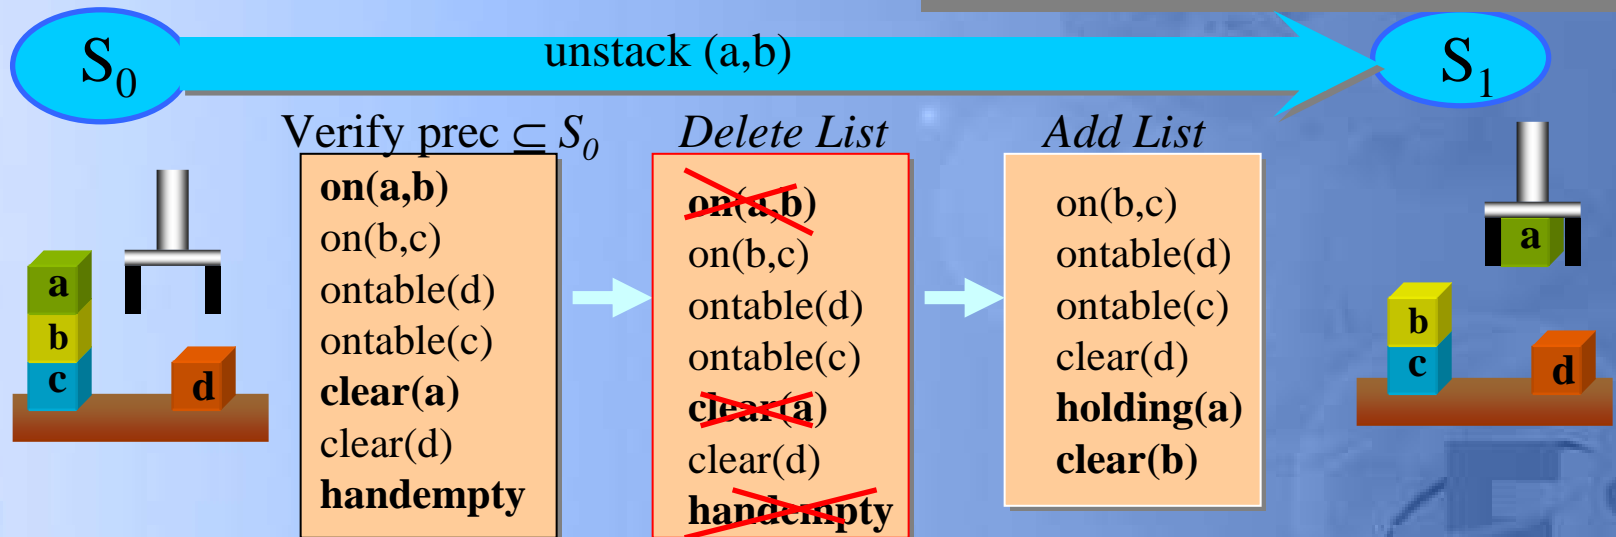 S0
unstack (a,b)
S1
Verify prec ⊆ S0
Delete List
Add List
on(a,b)
on(b,c)
ontable(d)
ontable(c)
clear(a)
clear(d)
handempty
on(a,b)
on(b,c)
ontable(d)
ontable(c)
clear(a)
clear(d)
handempty
on(b,c)
ontable(d)
ontable(c)
clear(d)
holding(a)
clear(b)
a
b
c
d
a
b
c
d